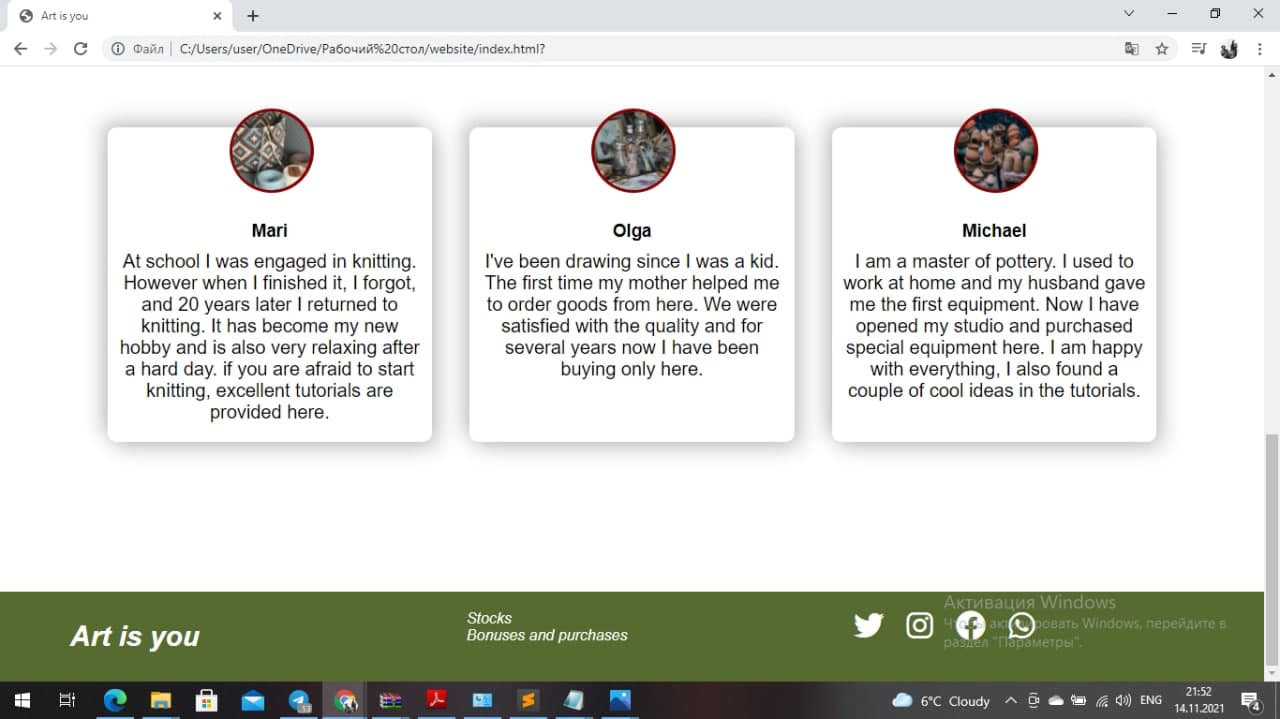 Art is you
Файл
C:/Users/user/OneDrive/Рабочий%20стол/website/index.html?
Mari
At school I was engaged in knitting.
However when I finished it, I forgot,
and 20 years later I returned to
knitting. It has become my new
hobby and is also very relaxing after
a hard day. if you are afraid to start
knitting, excellent tutorials are
provided here.
Olga
I've been drawing since I was a kid.
The first time my mother helped me
to order goods from here. We were
satisfied with the quality and for
several years now I have been
buying only here.
Michael
I am a master of pottery. I used to
work at home and my husband gave
me the first equipment. Now I have
opened my studio and purchased
special equipment here. I am happy
with everything, I also found a
couple of cool ideas in the tutorials.
Art is you
Stocks
Bonuses and purchases
Активация Windows
Чтобы активировать Windows, перейдите в
раздел "Параметры".
6°C Cloudy
ENG
21:52
14.11.2021
4